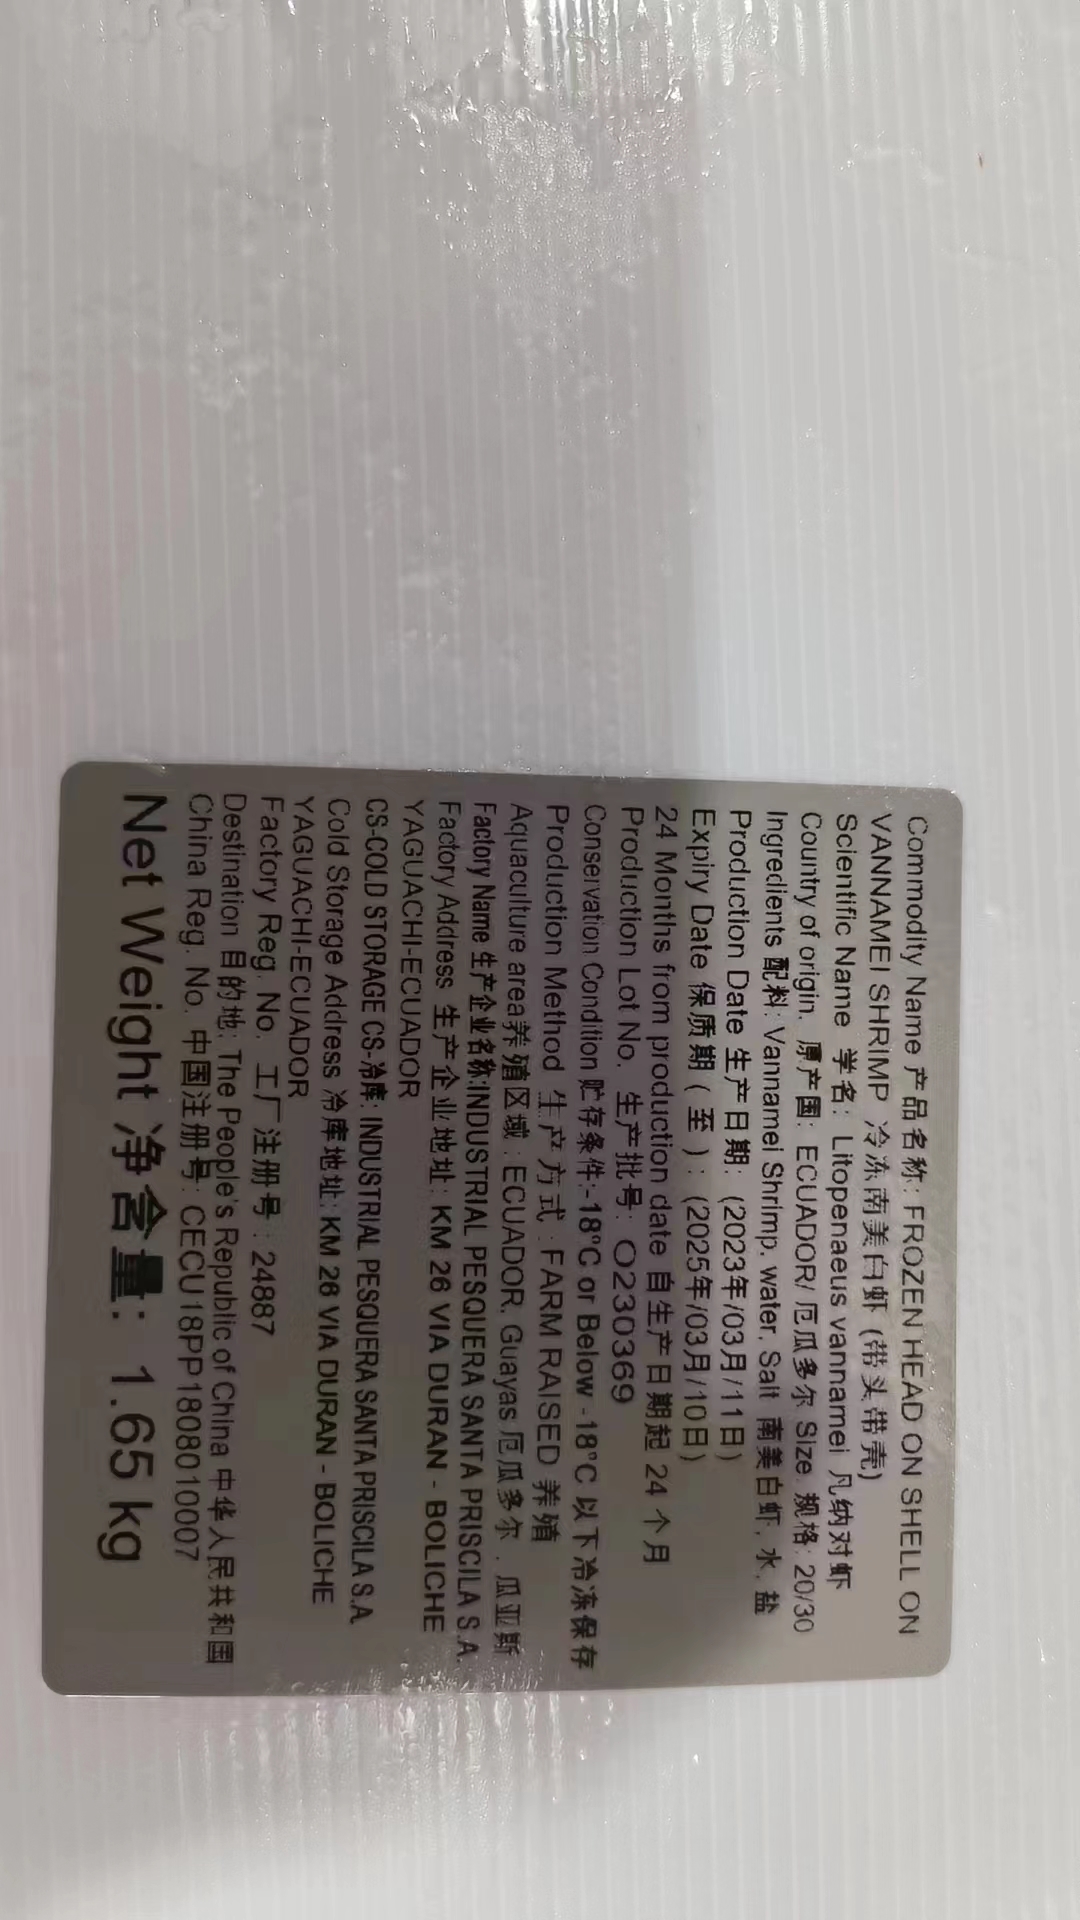 Commodity Name 产品名称: FROZEN HEAD ON SHELL ON
VANNAMEI SHRIMP 冷冻南美白虾 (带头带壳)
Scientific Name 学名: Litopenaeus vannamei 凡纳对虾
Country of origin. 原产国: ECUADOR/ 厄瓜多尔 Size. 规格: 20/30
Ingredients 配料: Vannamei Shrimp, water, Salt 南美白虾, 水, 盐
Production Date 生产日期: (2023年/03月/11日)
Expiry Date 保质期 (至): (2025年/03月/10日)
24 Months from production date 自生产日期起 24 个月
Production Lot No. 生产批号: O230369
Conservation Condition 贮存条件:-18°C or Below -18°C 以下冷冻保存
Production Method 生产方式: FARM RAISED 养殖
Aquaculture area养殖区域: ECUADOR, Guayas 厄瓜多尔, 瓜亚斯
Factory Name 生产企业名称:INDUSTRIAL PESQUERA SANTA PRISCILA S.A.
Factory Address 生产企业地址: KM 26 VIA DURAN - BOLICHE
YAGUACHI-ECUADOR
CS-COLD STORAGE CS-冷库: INDUSTRIAL PESQUERA SANTA PRISCILA S.A
Cold Storage Address 冷库地址: KM 26 VIA DURAN - BOLICHE
YAGUACHI-ECUADOR
Factory Reg. No. 工厂注册号: 24887
Destination 目的地: The People's Republic of China 中华人民共和国
China Reg. No. 中国注册号: CECU18PP1808010007
Net Weight 净含量: 1.65 kg